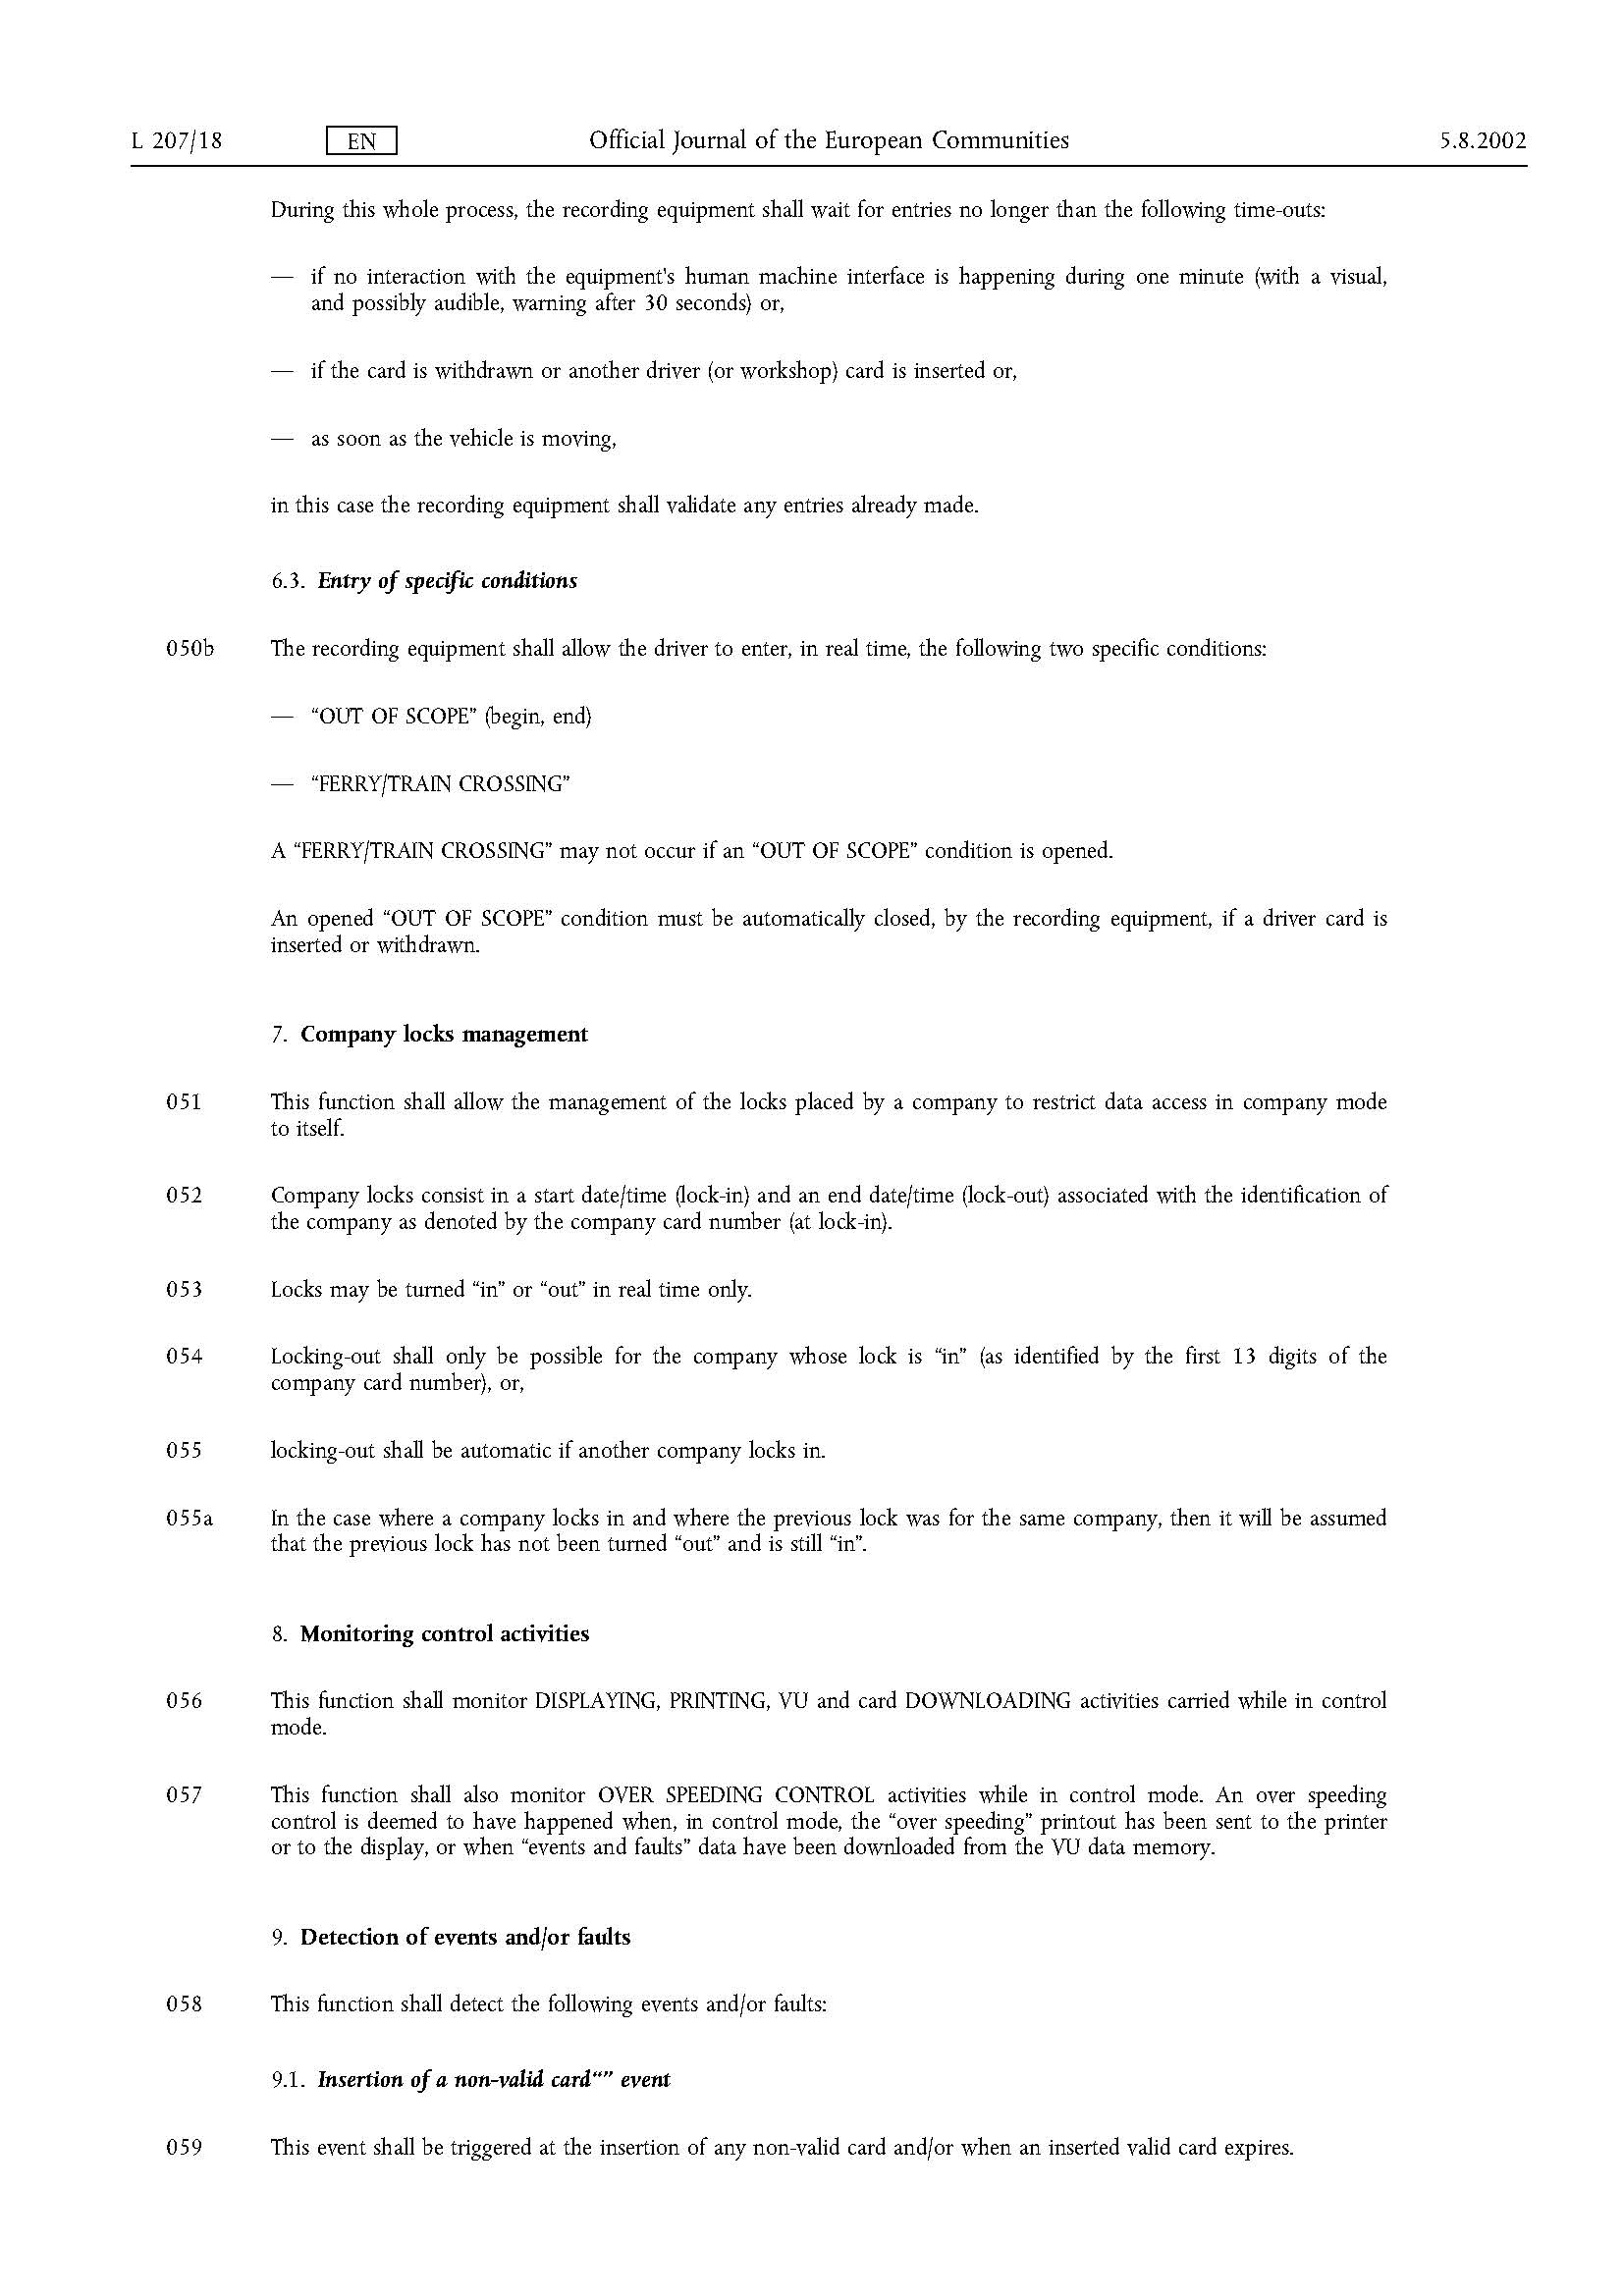 L 207/18 EN Official Journal of the European Communities 5.8.2002
During this whole process, the recording equipment shall wait for entries no longer than the following time-outs:
— if no interaction with the equipment's human machine interface is happening during one minute (with a visual,
and possibly audible, warning after 30 seconds) or,
— if the card is withdrawn or another driver (or workshop) card is inserted or,
— as soon as the vehicle is moving,
in this case the recording equipment shall validate any entries already made.
6.3. Entry of specific conditions
050b The recording equipment shall allow the driver to enter, in real time, the following two specific conditions:
— “OUT OF SCOPE” (begin, end)
— “FERRY/TRAIN CROSSING”
A “FERRY/TRAIN CROSSING” may not occur if an “OUT OF SCOPE” condition is opened.
An opened “OUT OF SCOPE” condition must be automatically closed, by the recording equipment, if a driver card is
inserted or withdrawn.
7. Company locks management
051 This function shall allow the management of the locks placed by a company to restrict data access in company mode
to itself.
052 Company locks consist in a start date/time (lock-in) and an end date/time (lock-out) associated with the identification of
the company as denoted by the company card number (at lock-in).
053 Locks may be turned “in” or “out” in real time only.
054 Locking-out shall only be possible for the company whose lock is “in” (as identified by the first 13 digits of the
company card number), or,
055 locking-out shall be automatic if another company locks in.
055a In the case where a company locks in and where the previous lock was for the same company, then it will be assumed
that the previous lock has not been turned “out” and is still “in”.
8. Monitoring control activities
056 This function shall monitor DISPLAYING, PRINTING, VU and card DOWNLOADING activities carried while in control
mode.
057 This function shall also monitor OVER SPEEDING CONTROL activities while in control mode. An over speeding
control is deemed to have happened when, in control mode, the “over speeding” printout has been sent to the printer
or to the display, or when “events and faults” data have been downloaded from the VU data memory.
9. Detection of events and/or faults
058 This function shall detect the following events and/or faults:
9.1. Insertion of a non-valid card“” event
059 This event shall be triggered at the insertion of any non-valid card and/or when an inserted valid card expires.